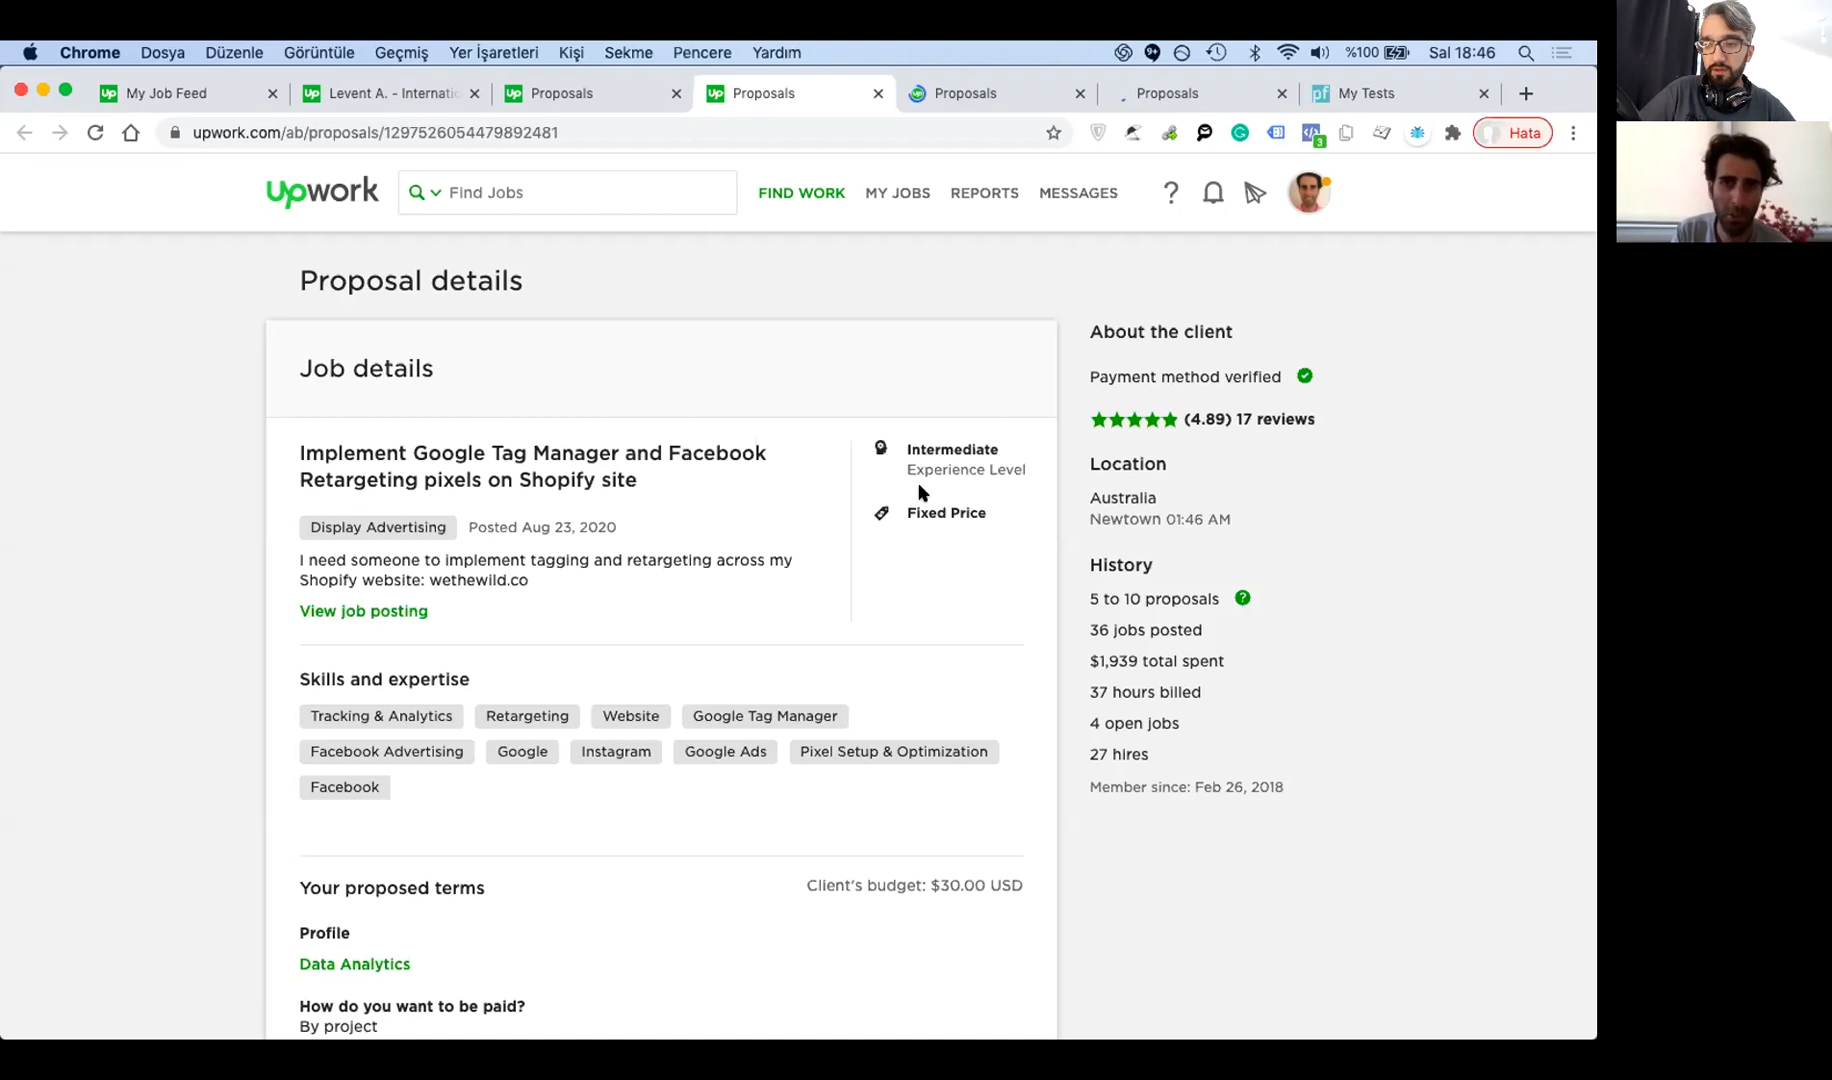 Chrome Dosya Düzenle Görüntüle Geçmiş Yer İşaretleri Kişi Sekme Pencere Yardım %100 Sal 18:46
My Job Feed Levent A. - Internatio Proposals Proposals Proposals Proposals My Tests
upwork.com/ab/proposals/1297526054479892481 Hata
upwork Find Jobs FIND WORK MY JOBS REPORTS MESSAGES
Proposal details
Job details
Implement Google Tag Manager and Facebook
Retargeting pixels on Shopify site
Display Advertising Posted Aug 23, 2020
I need someone to implement tagging and retargeting across my
Shopify website: wethewild.co
View job posting
Intermediate
Experience Level
Fixed Price
Skills and expertise
Tracking & Analytics Retargeting Website Google Tag Manager
Facebook Advertising Google Instagram Google Ads Pixel Setup & Optimization
Facebook
Your proposed terms Client's budget: $30.00 USD
Profile
Data Analytics
How do you want to be paid?
By project
About the client
Payment method verified
(4.89) 17 reviews
Location
Australia
Newtown 01:46 AM
History
5 to 10 proposals
36 jobs posted
$1,939 total spent
37 hours billed
4 open jobs
27 hires
Member since: Feb 26, 2018